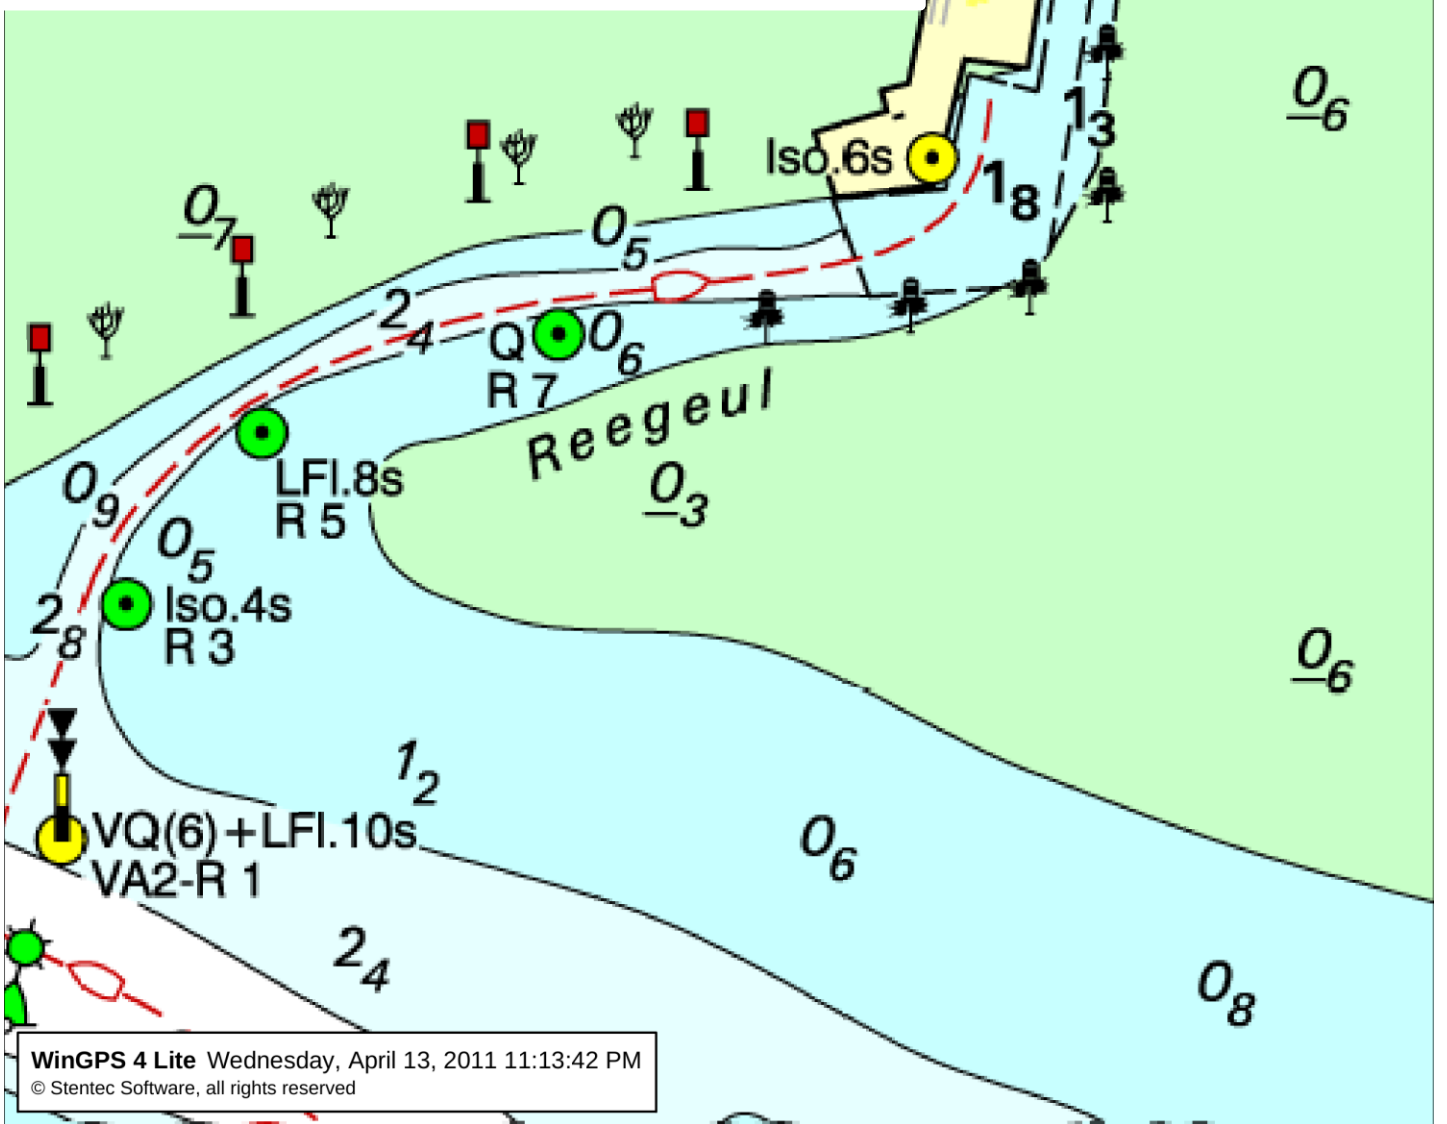 0₆
1₃
Iso.6s
1₈
0₇
0₅
2₄
Q
R 7
0₆
Reegeul
0₉
LFl.8s
R 5
0₃
0₅
2₈
Iso.4s
R 3
0₆
1₂
VQ(6)+LFl.10s
VA2-R 1
0₆
2₄
0₈
WinGPS 4 Lite Wednesday, April 13, 2011 11:13:42 PM
© Stentec Software, all rights reserved